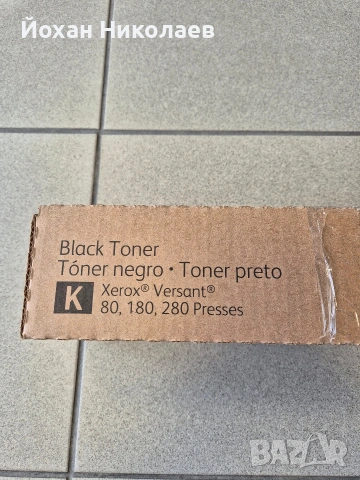 Йохан Николаев
Black Toner
Tóner negro • Toner preto
K Xerox® Versant®
80, 180, 280 Presses
BAZAR